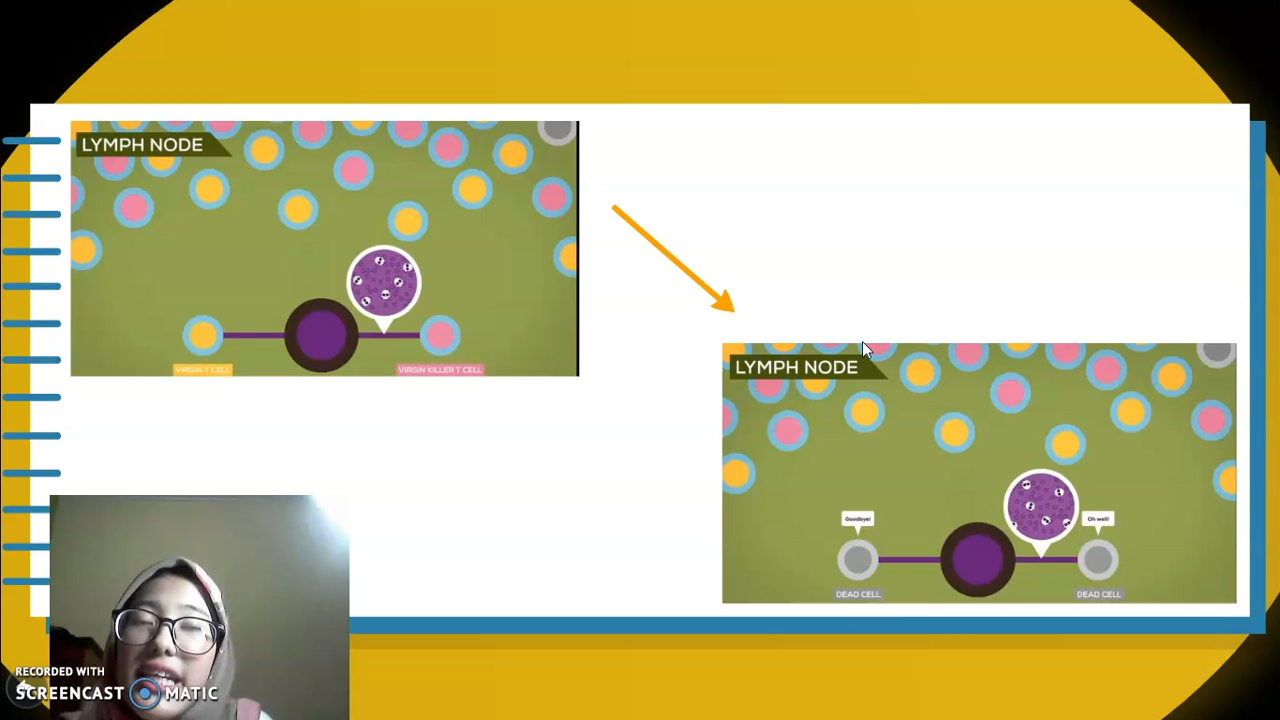 LYMPH NODE
VIRGIN T CELL
VIRGIN KILLER T CELL
LYMPH NODE
Goodbye!
Oh well!
DEAD CELL
DEAD CELL
RECORDED WITH
SCREENCAST MATIC